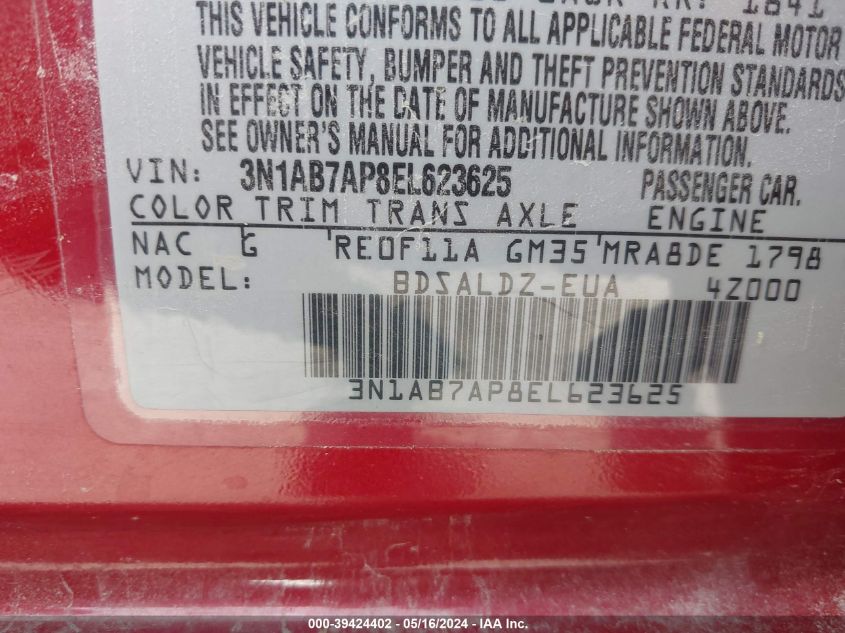 1841
THIS VEHICLE CONFORMS TO ALL APPLICABLE FEDERAL MOTOR
VEHICLE SAFETY, BUMPER AND THEFT PREVENTION STANDARDS
IN EFFECT ON THE DATE OF MANUFACTURE SHOWN ABOVE.
SEE OWNER'S MANUAL FOR ADDITIONAL INFORMATION.
VIN: 3N1AB7AP8EL623625 PASSENGER CAR.
COLOR TRIM TRANS AXLE ENGINE
NAC G RE0F11A GM35 MRA8DE 1798
MODEL: BDSALDZ-EUA 4Z000
3N1AB7AP8EL623625
000-39424402 - 05/16/2024 - IAA Inc.